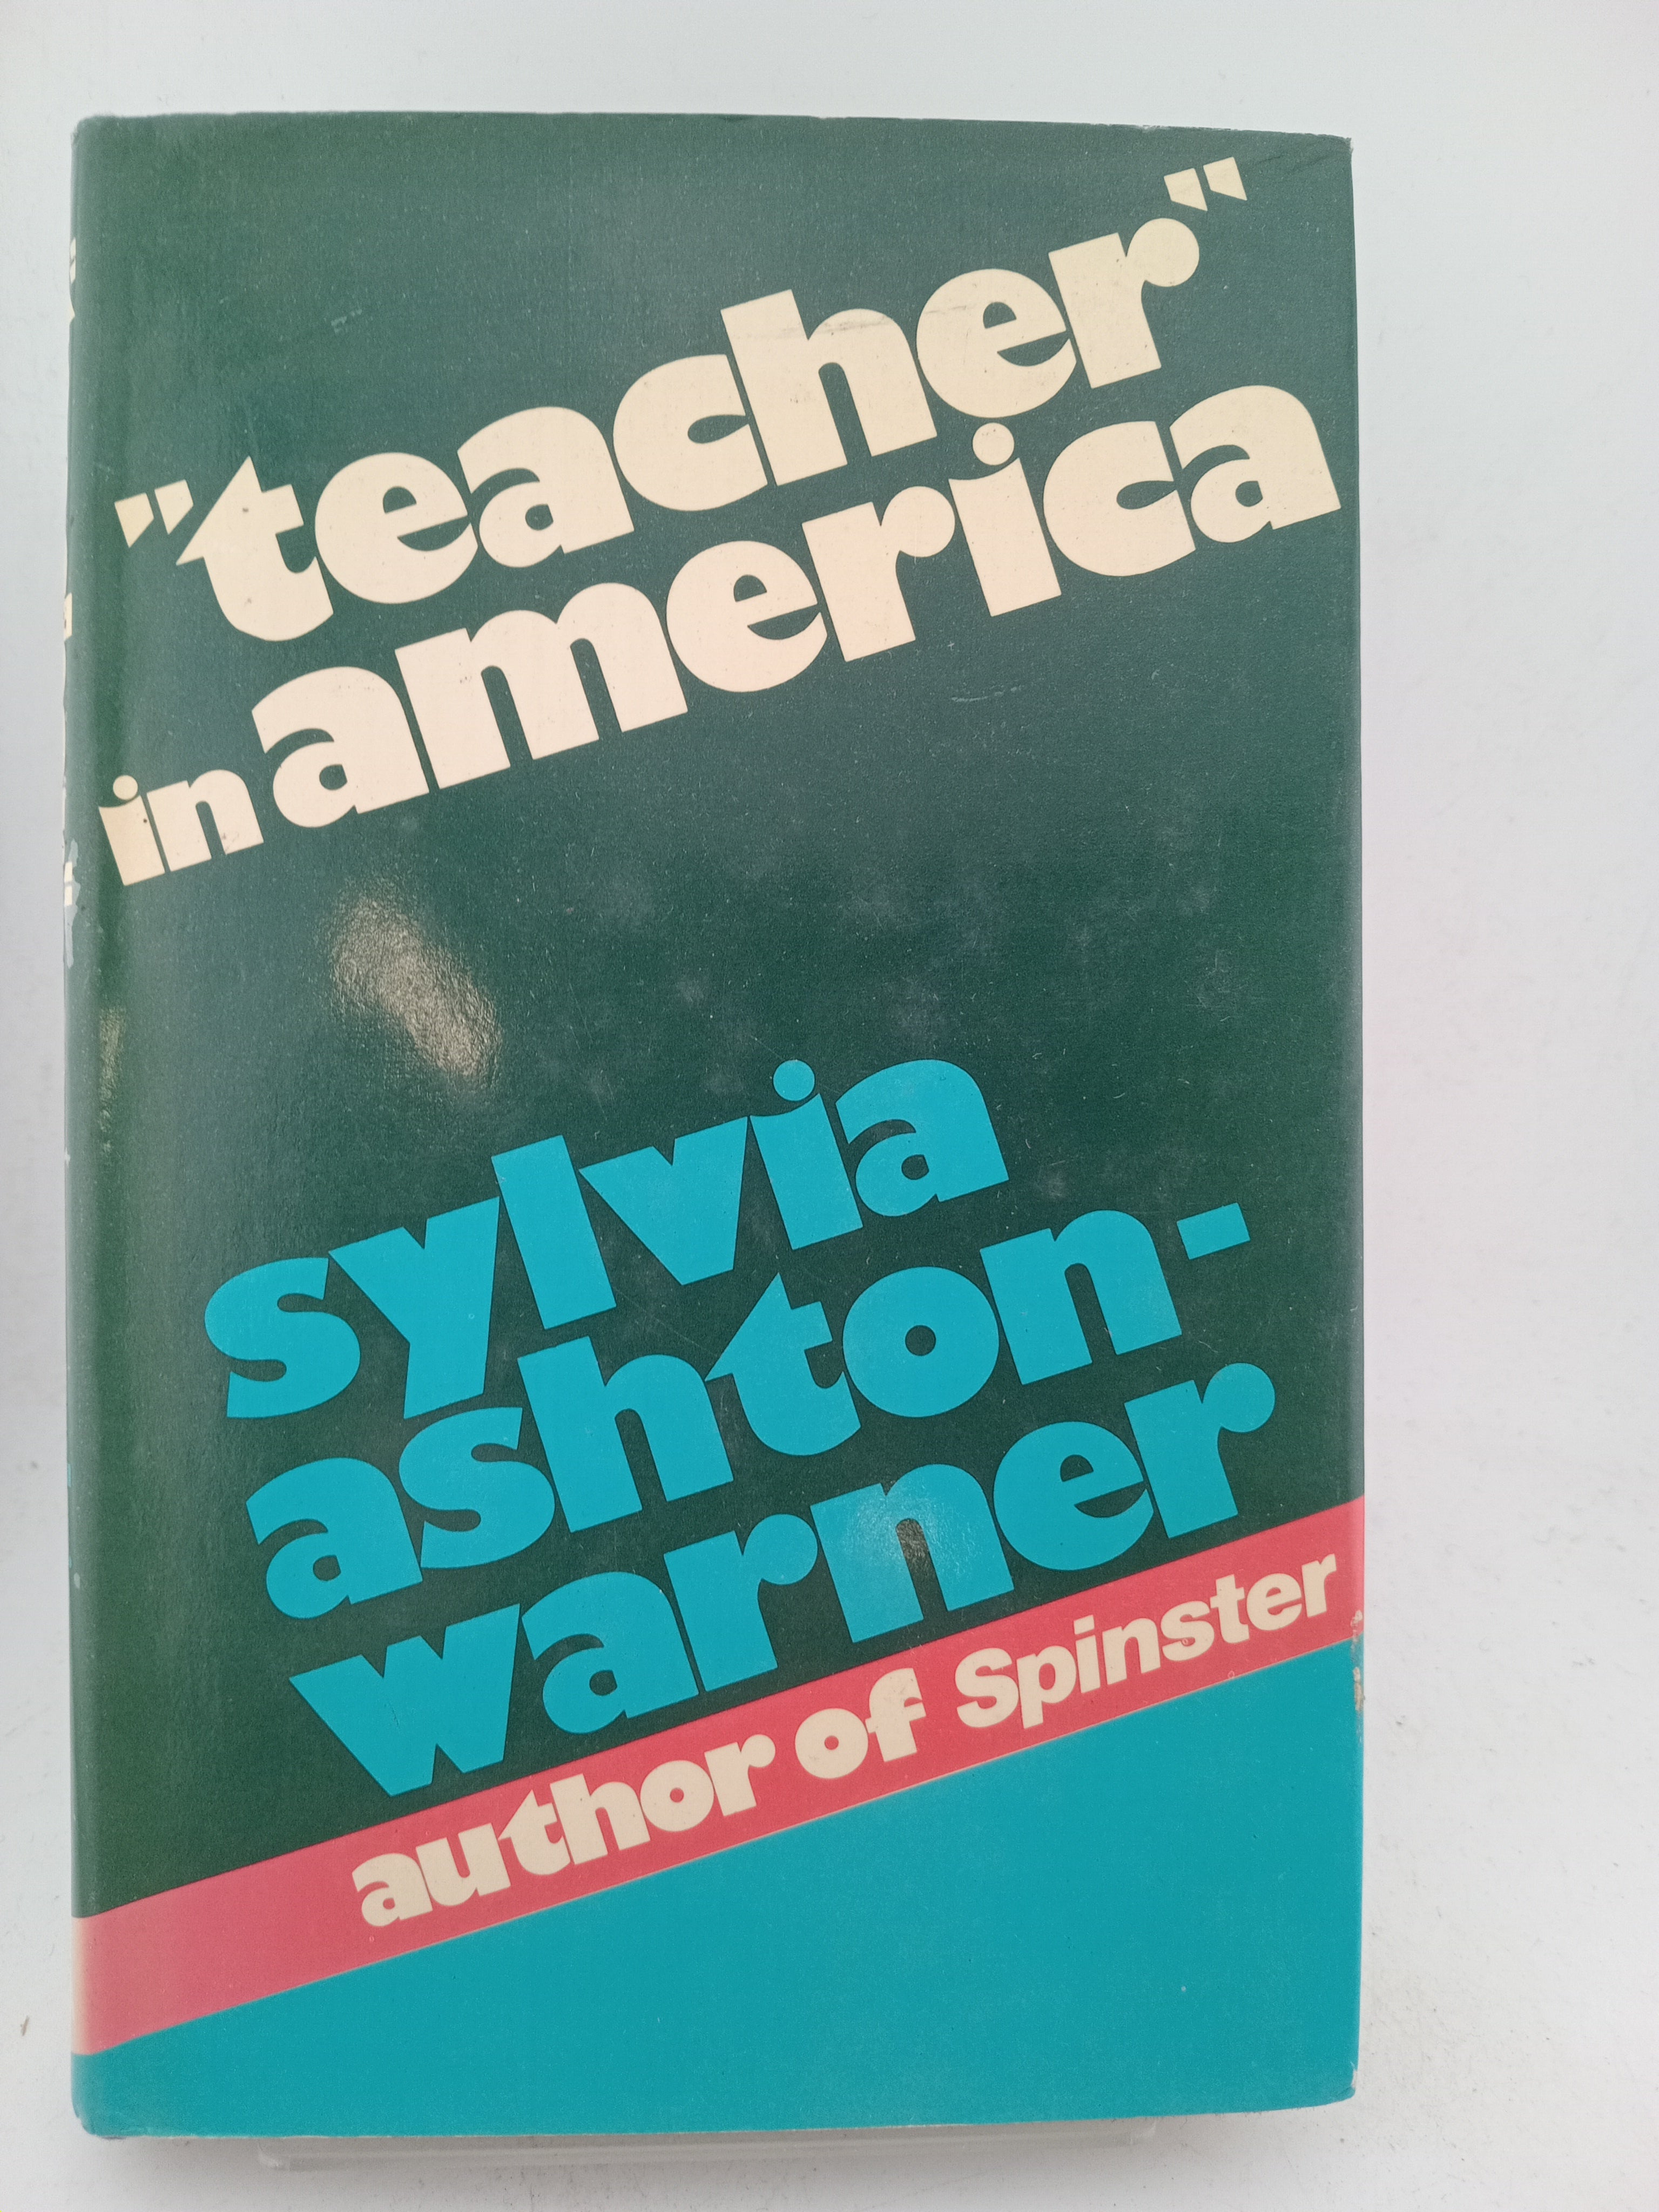 "teacher"
in america
sylvia
ashton-
warner
author of Spinster